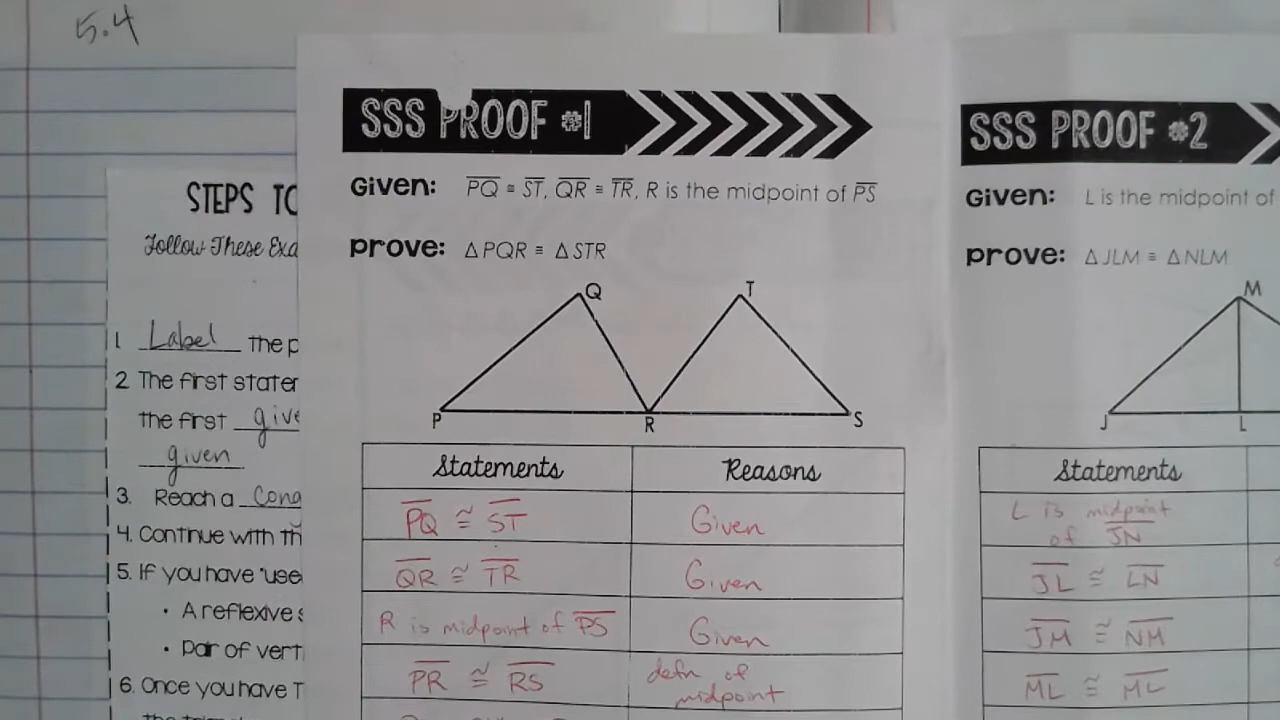 5.4
STEPS TO
Follow These Exa
1 Label the p
2 The first stater
the first give
given
3. Reach a Cong
4. Continue with th
5. If you have "use
• A reflexive s
• Pair of verti
6. Once you have T
SSS PROOF #1
Given: PQ ≅ ST, QR ≅ TR, R is the midpoint of PS
Prove: △PQR ≅ △STR
Q T
P R S
Statements Reasons
PQ ≅ ST Given
QR ≅ TR Given
R is midpoint of PS Given
PR ≅ RS defn of
midpoint
SSS PROOF #2
Given: L is the midpoint of
Prove: △JLM ≅ △NLM
M
J L
Statements
L is midpoint
of JN
JL ≅ LN
JM ≅ NM
ML ≅ ML